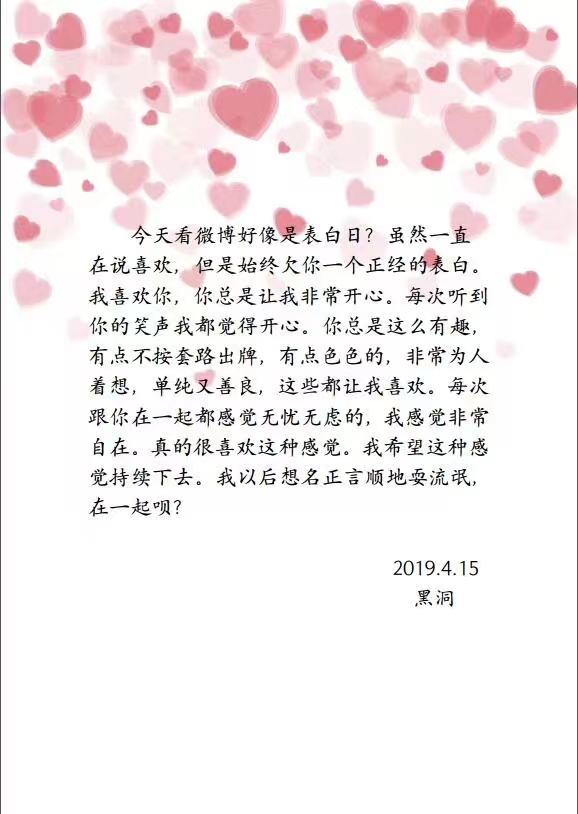 今天看微博好像是表白日？虽然一直
在说喜欢，但是始终欠你一个正经的表白。
我喜欢你，你总是让我非常开心。每次听到
你的笑声我都觉得开心。你总是这么有趣，
有点不按套路出牌，有点色色的，非常为人
着想，单纯又善良，这些都让我喜欢。每次
跟你在一起都感觉无忧无虑的，我感觉非常
自在。真的很喜欢这种感觉。我希望这种感
觉持续下去。我以后想名正言顺地耍流氓，
在一起呗？
2019.4.15
黑洞